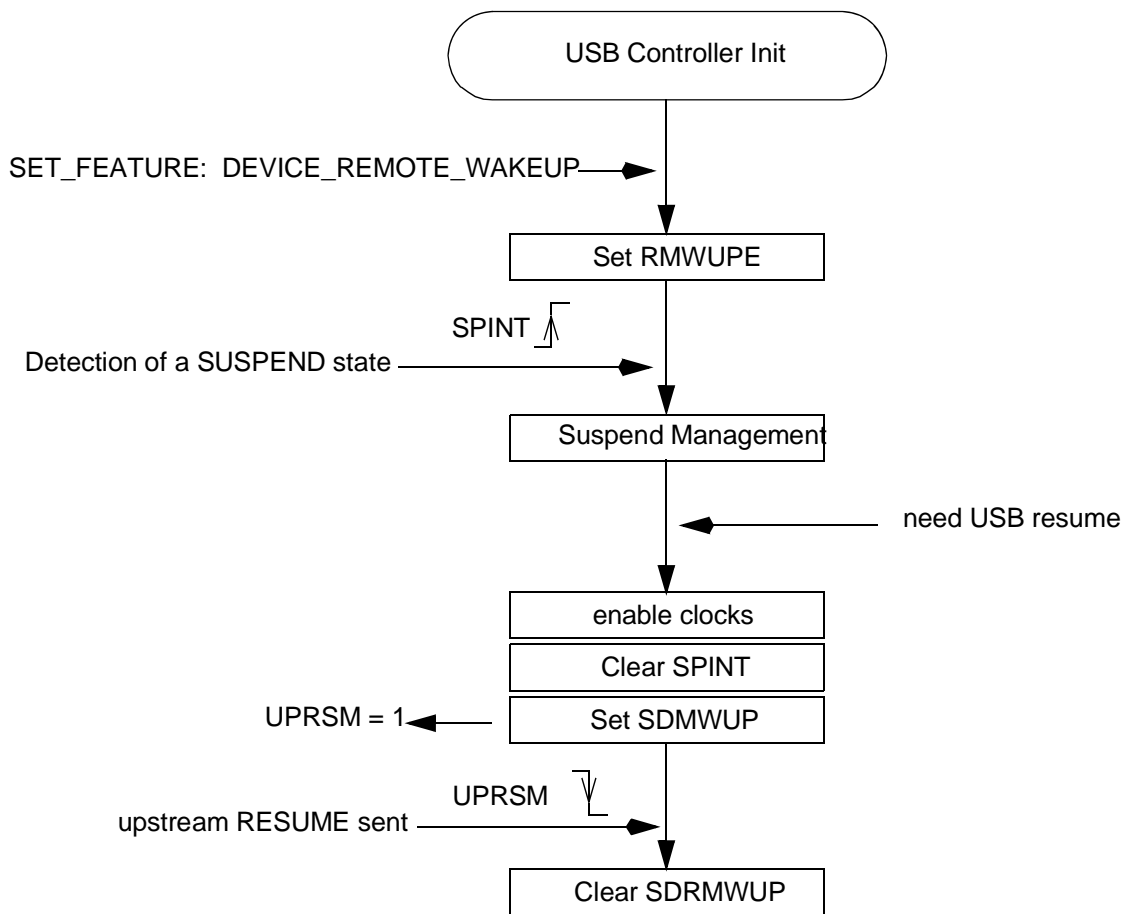 USB Controller Init
SET_FEATURE: DEVICE_REMOTE_WAKEUP
Set RMWUPE
SPINT
Detection of a SUSPEND state
Suspend Management
need USB resume
enable clocks
Clear SPINT
UPRSM = 1
Set SDMWUP
UPRSM
upstream RESUME sent
Clear SDRMWUP